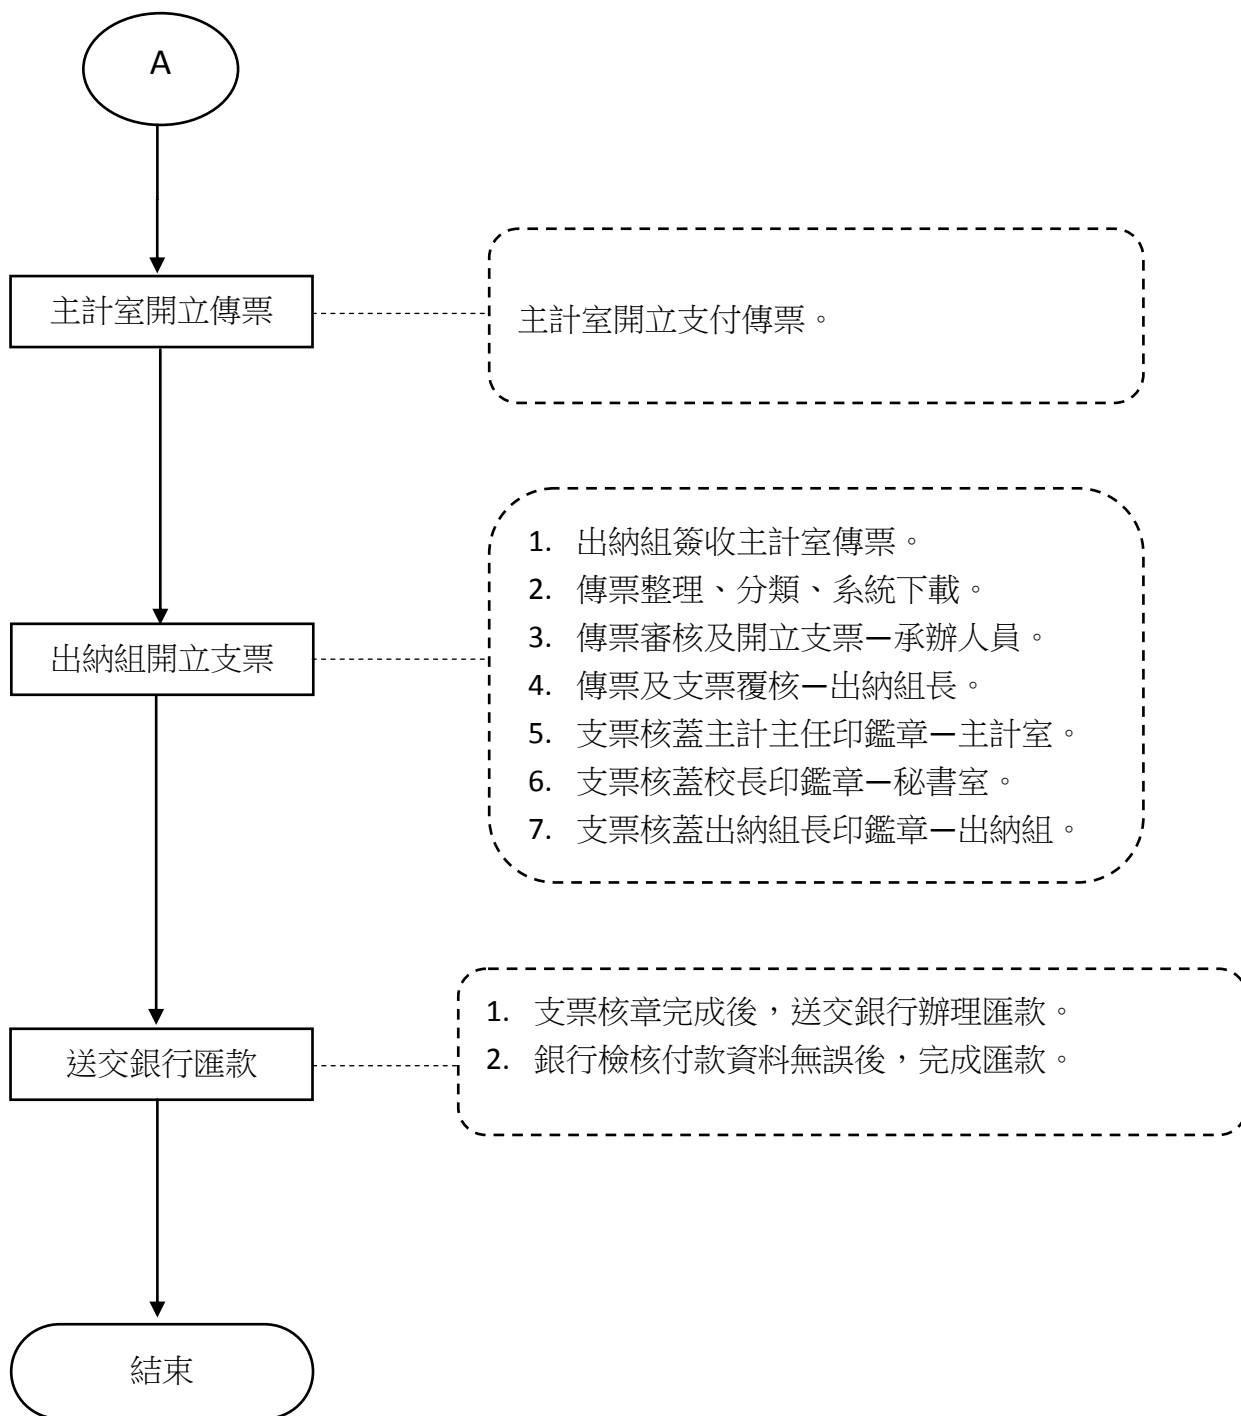 A
主計室開立傳票
主計室開立支付傳票。
出納組開立支票
1. 出納組簽收主計室傳票。
2. 傳票整理、分類、系統下載。
3. 傳票審核及開立支票—承辦人員。
4. 傳票及支票覆核—出納組長。
5. 支票核蓋主計主任印鑑章—主計室。
6. 支票核蓋校長印鑑章—秘書室。
7. 支票核蓋出納組長印鑑章—出納組。
送交銀行匯款
1. 支票核章完成後，送交銀行辦理匯款。
2. 銀行檢核付款資料無誤後，完成匯款。
結束